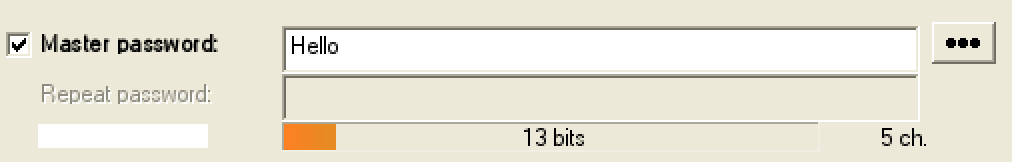 Master password: Hello •••
Repeat password:
13 bits 5 ch.